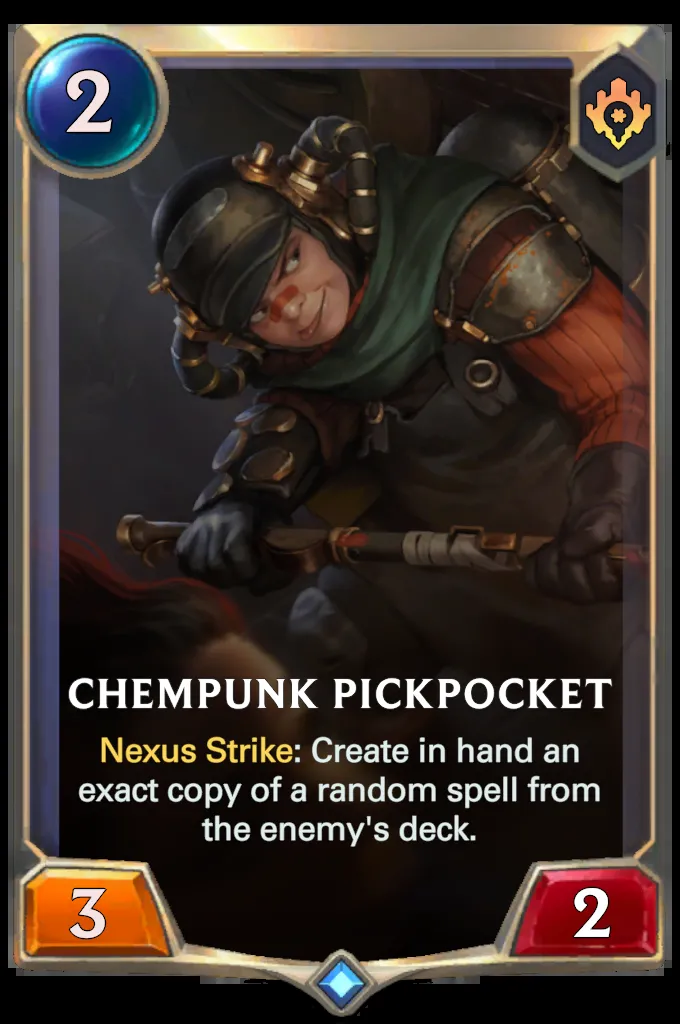 2
CHEMPUNK PICKPOCKET
Nexus Strike: Create in hand an
exact copy of a random spell from
the enemy's deck.
3
2